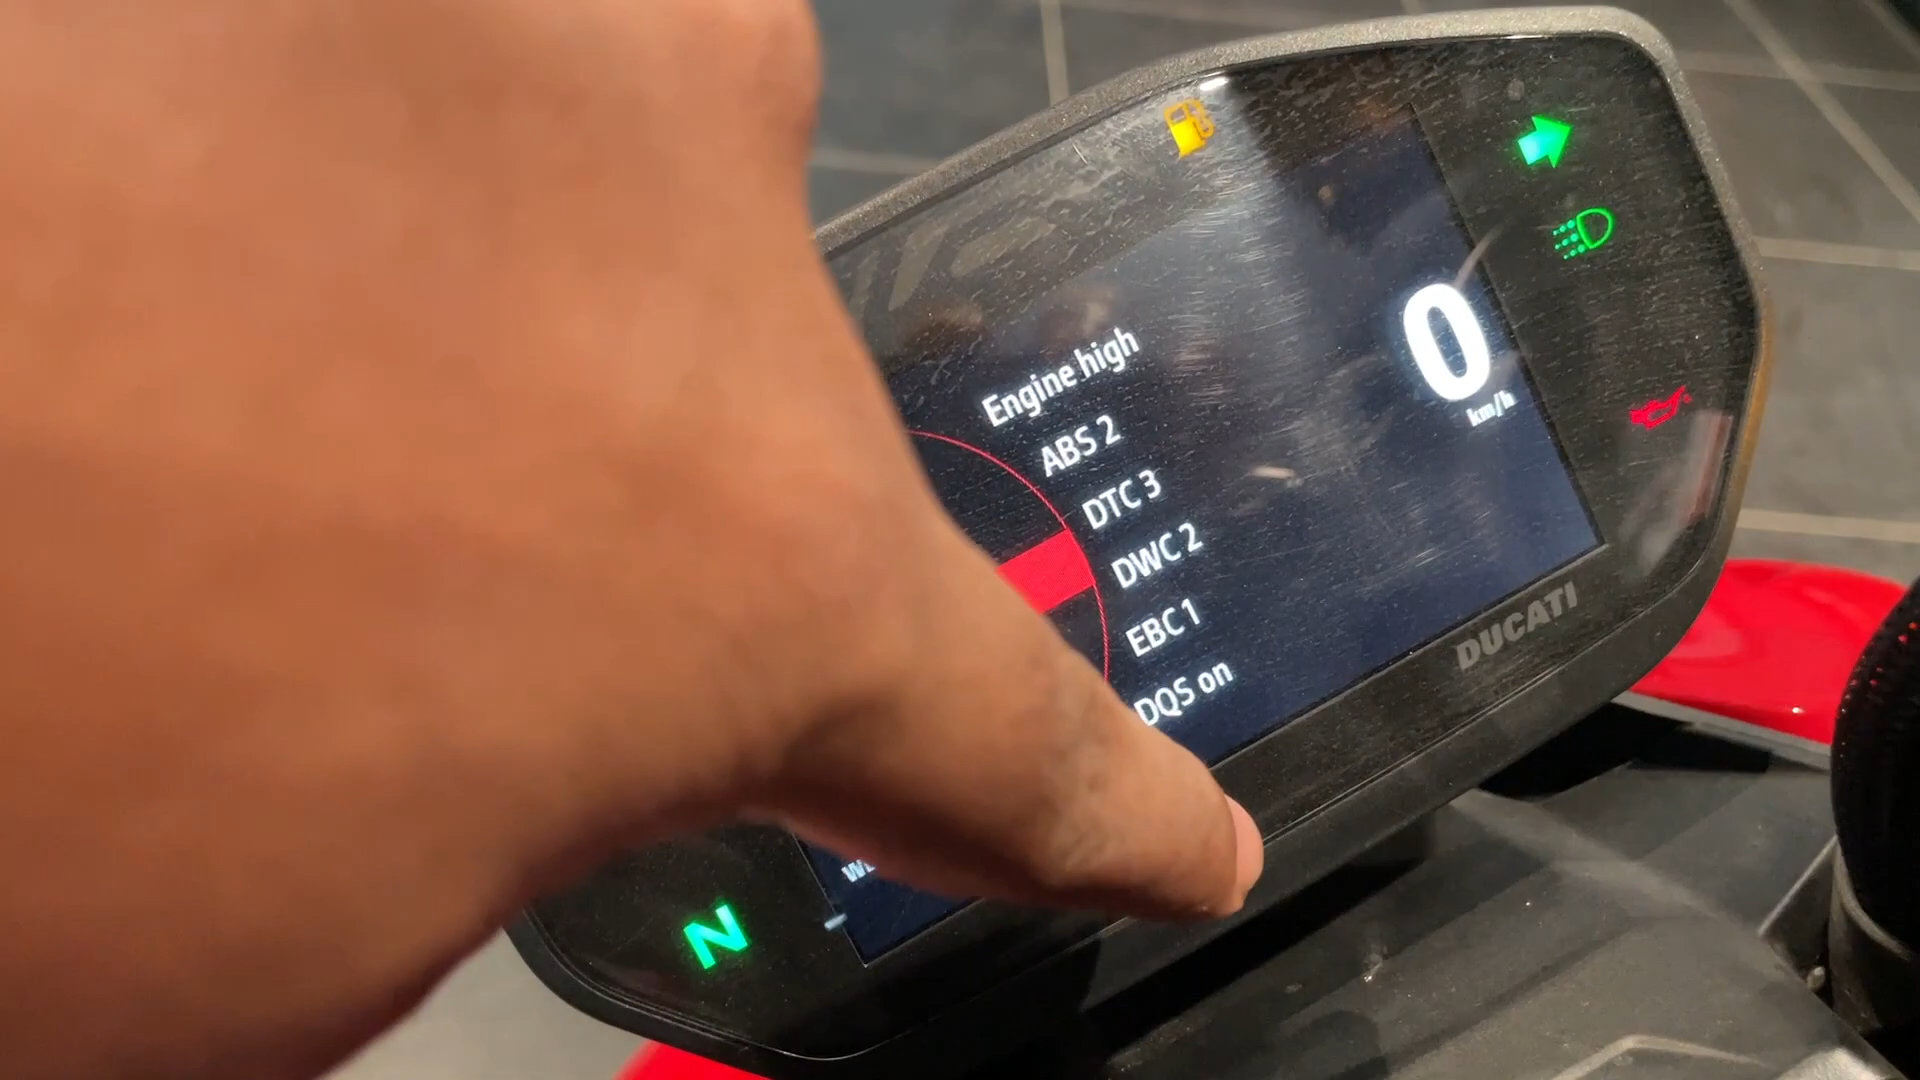 Engine high
ABS 2
DTC 3
DWC 2
EBC 1
DQS on
0
km/h
DUCATI
N